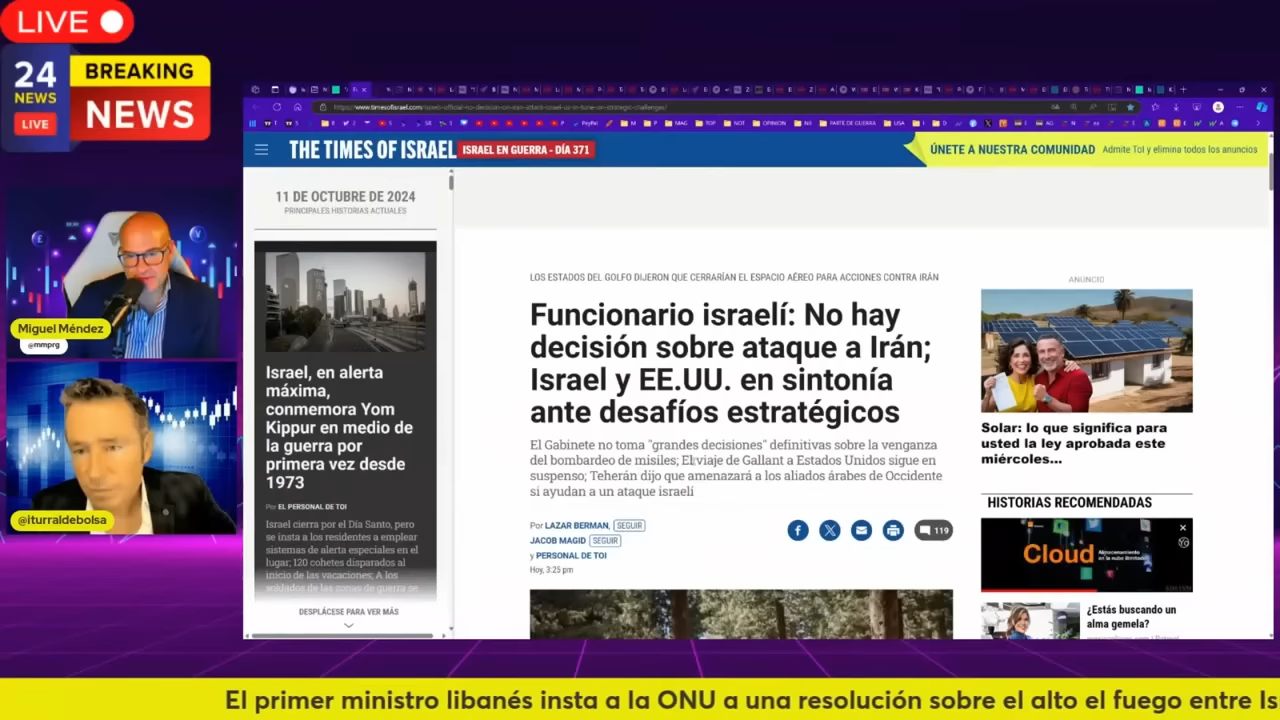 LIVE
24
NEWS
LIVE
BREAKING
NEWS
Miguel Méndez
@mmprg
@iturraldebolsa
THE TIMES OF ISRAEL
ISRAEL EN GUERRA - DÍA 371
ÚNETE A NUESTRA COMUNIDAD
Admite ToI y elimina todos los anuncios
11 DE OCTUBRE DE 2024
PRINCIPALES HISTORIAS ACTUALES
Israel, en alerta
máxima,
conmemora Yom
Kippur en medio de
la guerra por
primera vez desde
1973
Por EL PERSONAL DE TOI
Israel cierra por el Día Santo, pero
se insta a los residentes a emplear
sistemas de alerta especiales en el
lugar; 120 cohetes disparados al
inicio de las vacaciones; A los
soldados de las zonas de guerra se
DESPLÁCESE PARA VER MÁS
LOS ESTADOS DEL GOLFO DIJERON QUE CERRARÍAN EL ESPACIO AÉREO PARA ACCIONES CONTRA IRÁN
Funcionario israelí: No hay
decisión sobre ataque a Irán;
Israel y EE.UU. en sintonía
ante desafíos estratégicos
El Gabinete no toma "grandes decisiones" definitivas sobre la venganza
del bombardeo de misiles; El viaje de Gallant a Estados Unidos sigue en
suspenso; Teherán dijo que amenazará a los aliados árabes de Occidente
si ayudan a un ataque israelí
Por LAZAR BERMAN, SEGUIR
JACOB MAGID SEGUIR
y PERSONAL DE TOI
Hoy, 3:25 pm
119
ANUNCIO
Solar: lo que significa para
usted la ley aprobada este
miércoles...
HISTORIAS RECOMENDADAS
Cloud
¿Estás buscando un
alma gemela?
El primer ministro libanés insta a la ONU a una resolución sobre el alto el fuego entre Is